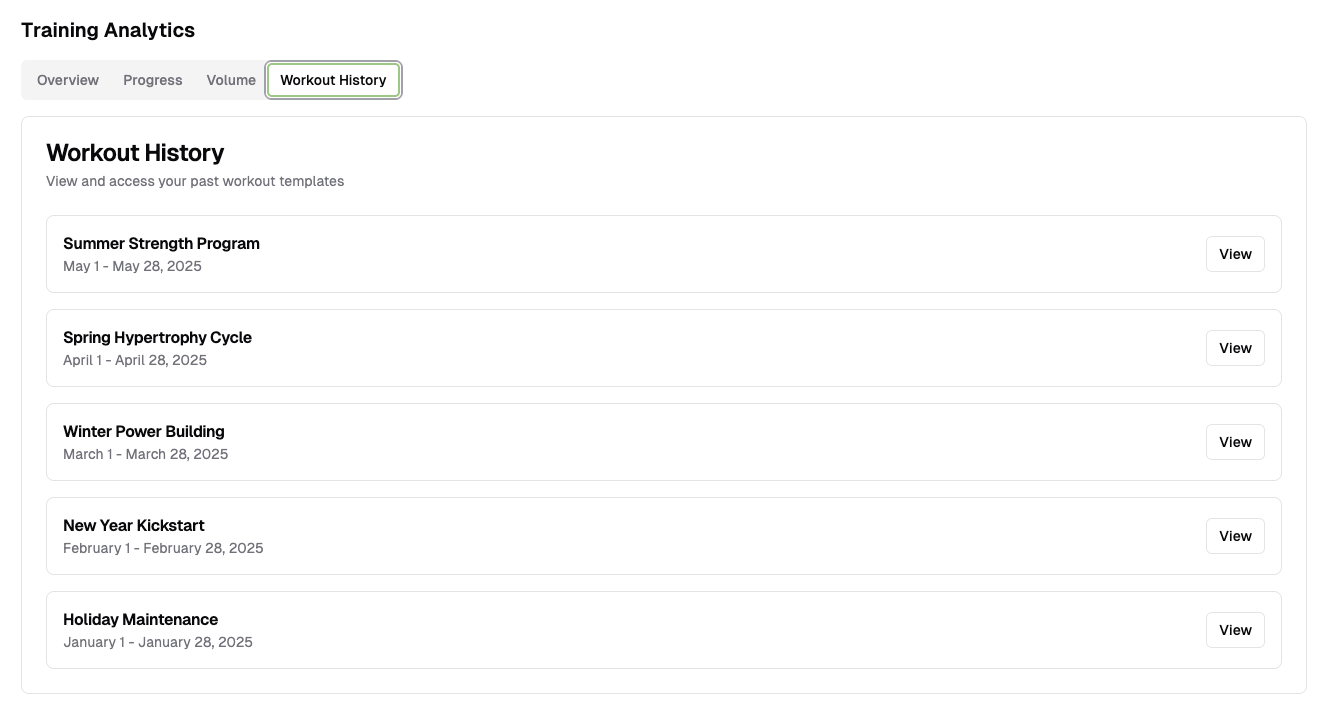 Training Analytics
Overview Progress Volume Workout History
Workout History
View and access your past workout templates
Summer Strength Program
May 1 - May 28, 2025
View
Spring Hypertrophy Cycle
April 1 - April 28, 2025
View
Winter Power Building
March 1 - March 28, 2025
View
New Year Kickstart
February 1 - February 28, 2025
View
Holiday Maintenance
January 1 - January 28, 2025
View